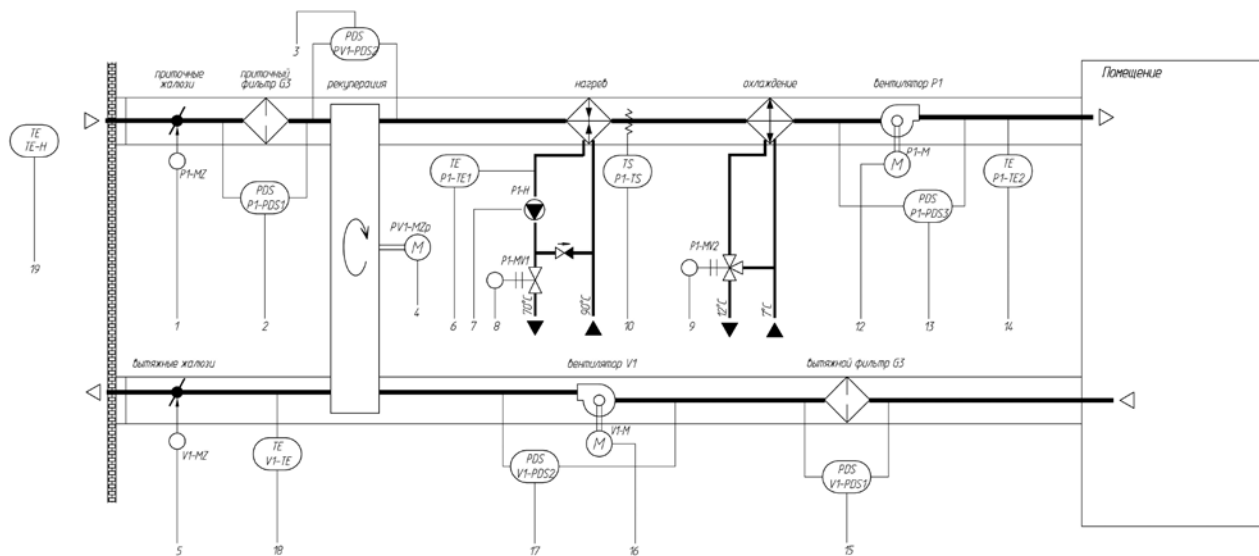 3
PDS
PV1-PDS2
приточные
жалюзи
приточный
фильтр G3
рекуперация
нагрев
охлаждение
вентилятор P1
Помещение
TE
TE-H
P1-MZ
PDS
P1-PDS1
TE
P1-TE1
TS
P1-TS
P1-M
M
TE
P1-TE2
P1-H
PDS
P1-PDS3
PV1-MZp
M
P1-MV1
P1-MV2
70°C
90°C
12°C
7°C
19
1
2
4
6
7
8
10
9
12
13
14
вытяжные жалюзи
вентилятор V1
вытяжной фильтр G3
V1-MZ
TE
V1-TE
V1-M
M
PDS
V1-PDS2
PDS
V1-PDS1
5
18
17
16
15